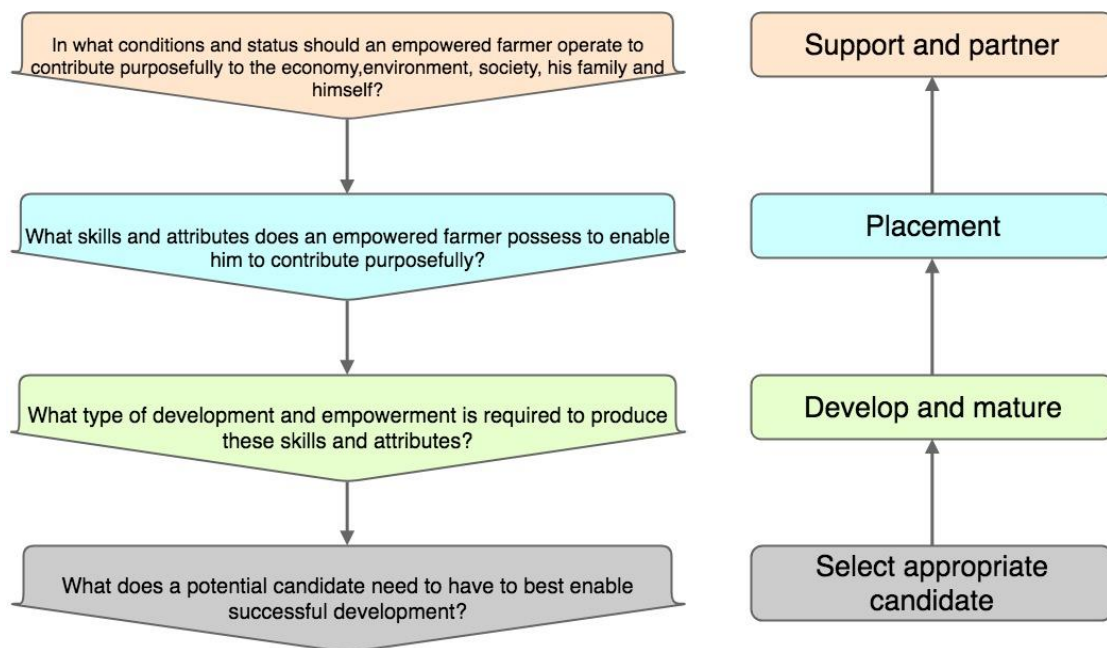 In what conditions and status should an empowered farmer operate to
contribute purposefully to the economy,environment, society, his family and
himself?
Support and partner
What skills and attributes does an empowered farmer possess to enable
him to contribute purposefully?
Placement
What type of development and empowerment is required to produce
these skills and attributes?
Develop and mature
What does a potential candidate need to have to best enable
successful development?
Select appropriate
candidate